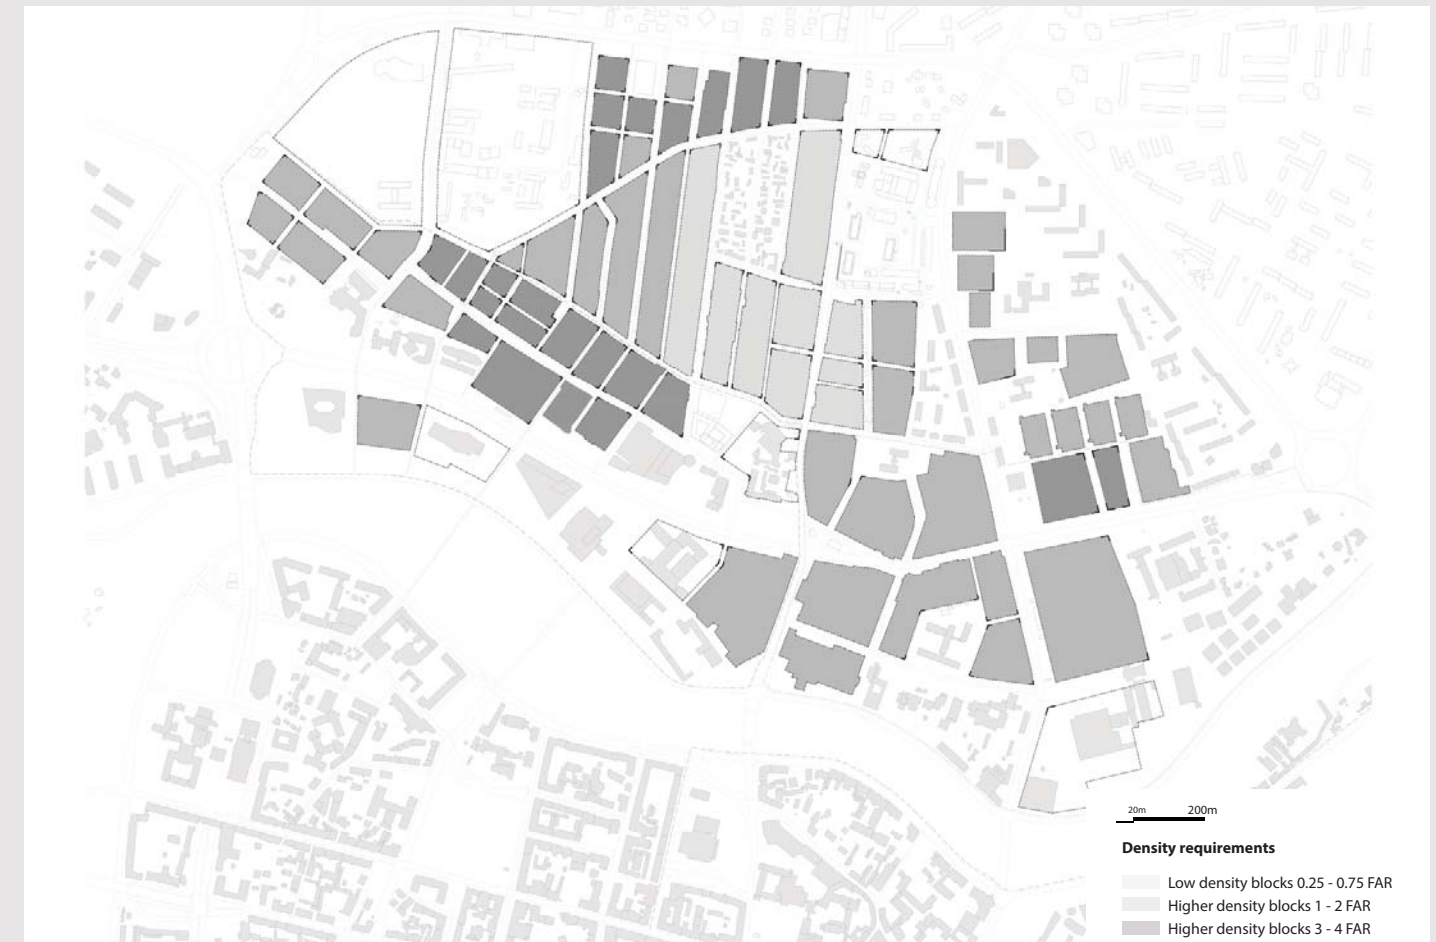 20m 200m
Density requirements
Low density blocks 0.25 - 0.75 FAR
Higher density blocks 1 - 2 FAR
Higher density blocks 3 - 4 FAR